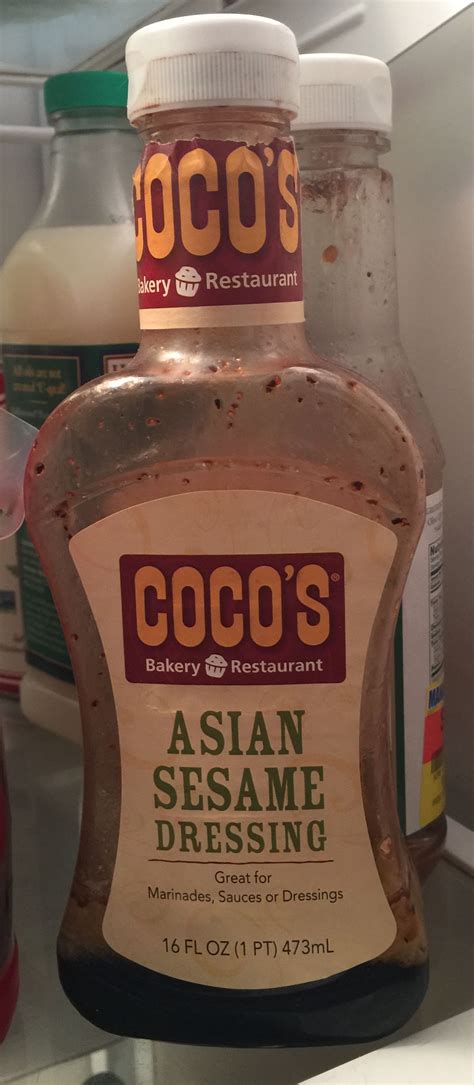 COCO'S
Bakery Restaurant
COCO'S®
Bakery Restaurant
ASIAN
SESAME
DRESSING
Great for
Marinades, Sauces or Dressings
16 FL OZ (1 PT) 473mL